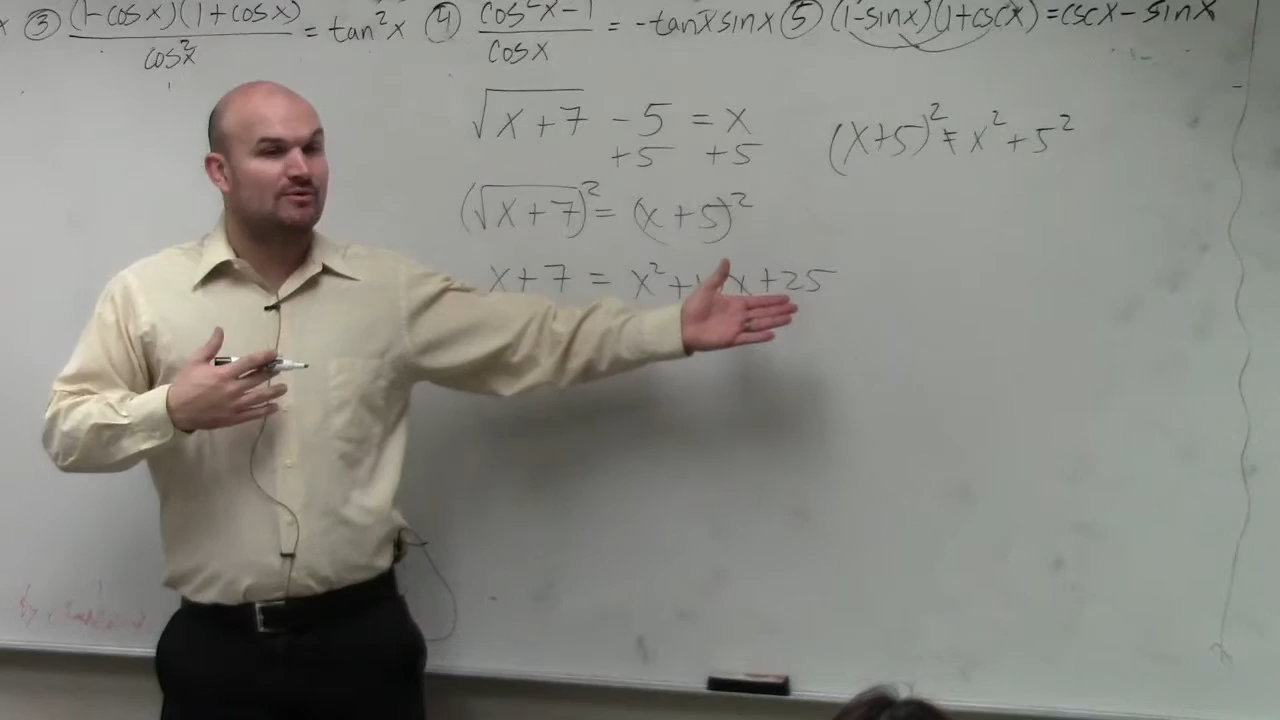 x ③ (1-cosx)(1+cosx)/cos²x = tan²x ④ cos²x-1/cosx = -tanx sinx ⑤ (1-sinx)(1+cscx)=cscx-sinx
√x+7 -5 = x
+5 +5
(x+5)² ≠ x²+5²
(√x+7)² = (x+5)²
x+7 = x²+1 x+25